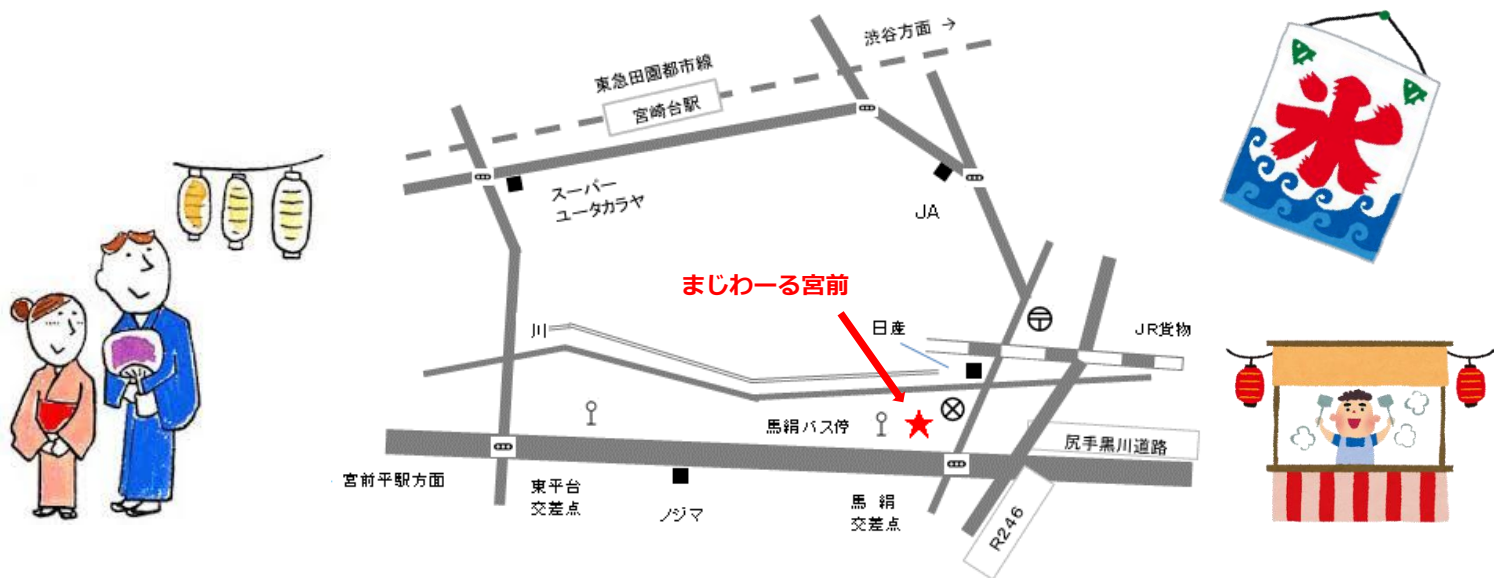 渋谷方面 →
東急田園都市線
宮崎台駅
氷
スーパー
ユータカラヤ
JA
まじわーる宮前
川
日産
〒
JR貨物
馬絹バス停
尻手黒川道路
宮前平駅方面
東平台
交差点
ノジマ
馬絹
交差点
R246